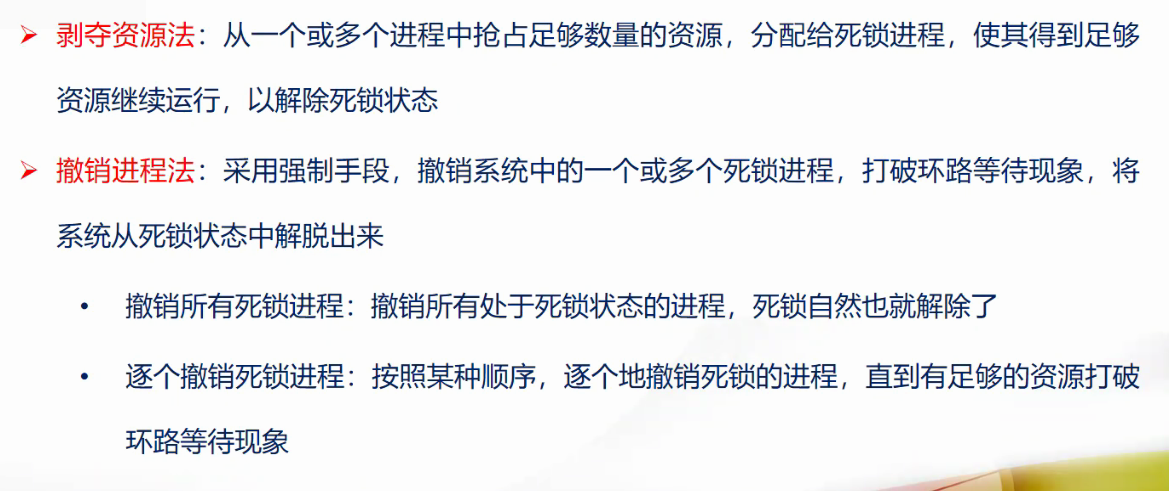 ➢ 剥夺资源法：从一个或多个进程中抢占足够数量的资源，分配给死锁进程，使其得到足够
资源继续运行，以解除死锁状态
➢ 撤销进程法：采用强制手段，撤销系统中的一个或多个死锁进程，打破环路等待现象，将
系统从死锁状态中解脱出来
• 撤销所有死锁进程：撤销所有处于死锁状态的进程，死锁自然也就解除了
• 逐个撤销死锁进程：按照某种顺序，逐个地撤销死锁的进程，直到有足够的资源打破
环路等待现象